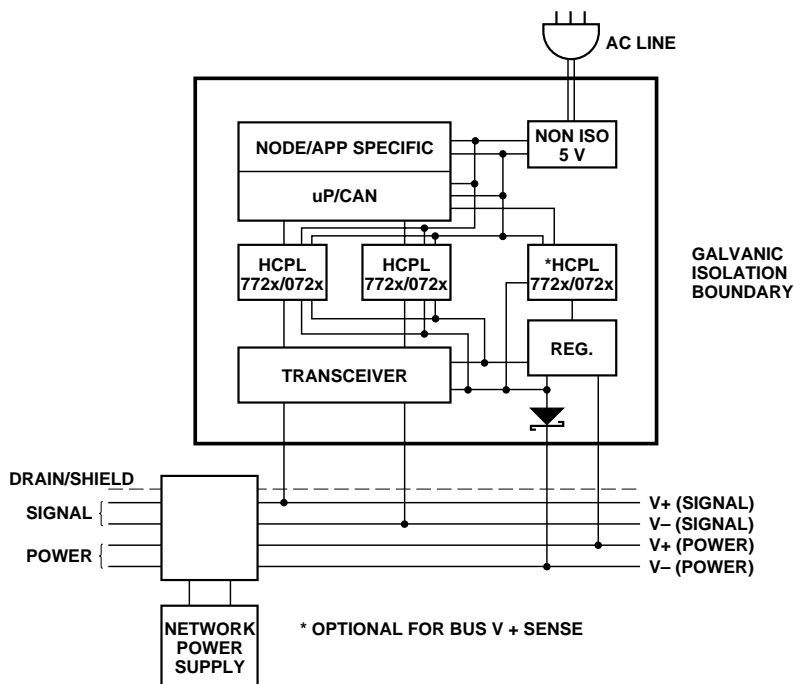 AC LINE
NODE/APP SPECIFIC
NON ISO
5 V
uP/CAN
HCPL
772x/072x
HCPL
772x/072x
*HCPL
772x/072x
GALVANIC
ISOLATION
BOUNDARY
REG.
TRANSCEIVER
DRAIN/SHIELD
SIGNAL
POWER
V+ (SIGNAL)
V– (SIGNAL)
V+ (POWER)
V– (POWER)
NETWORK
POWER
SUPPLY
* OPTIONAL FOR BUS V + SENSE